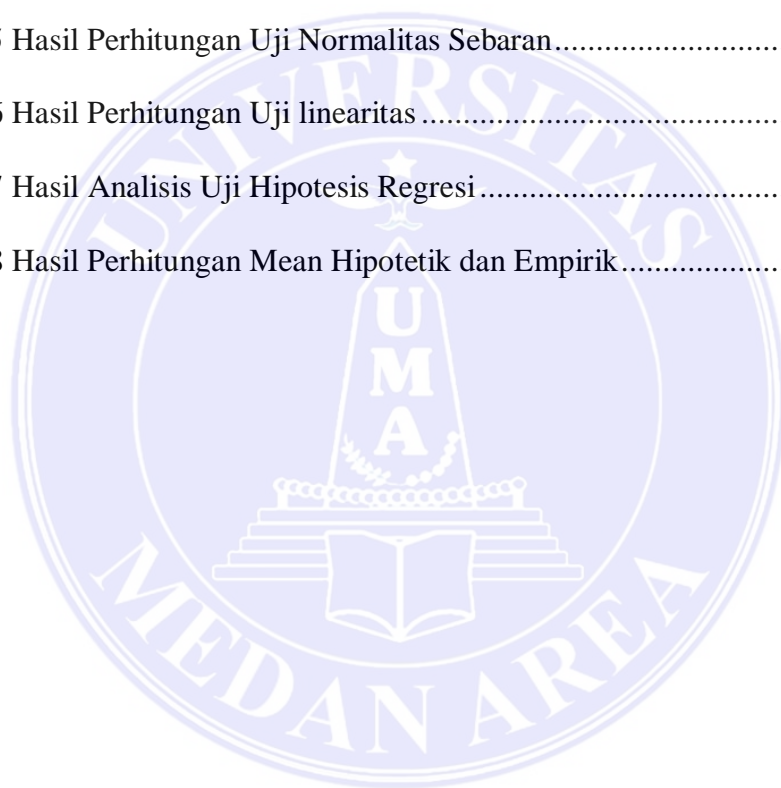 5 Hasil Perhitungan Uji Normalitas Sebaran............................
6 Hasil Perhitungan Uji linearitas.............................................
7 Hasil Analisis Uji Hipotesis Regresi.....................................
8 Hasil Perhitungan Mean Hipotetik dan Empirik...................
UNIVERSITAS
UMA
MEDAN AREA